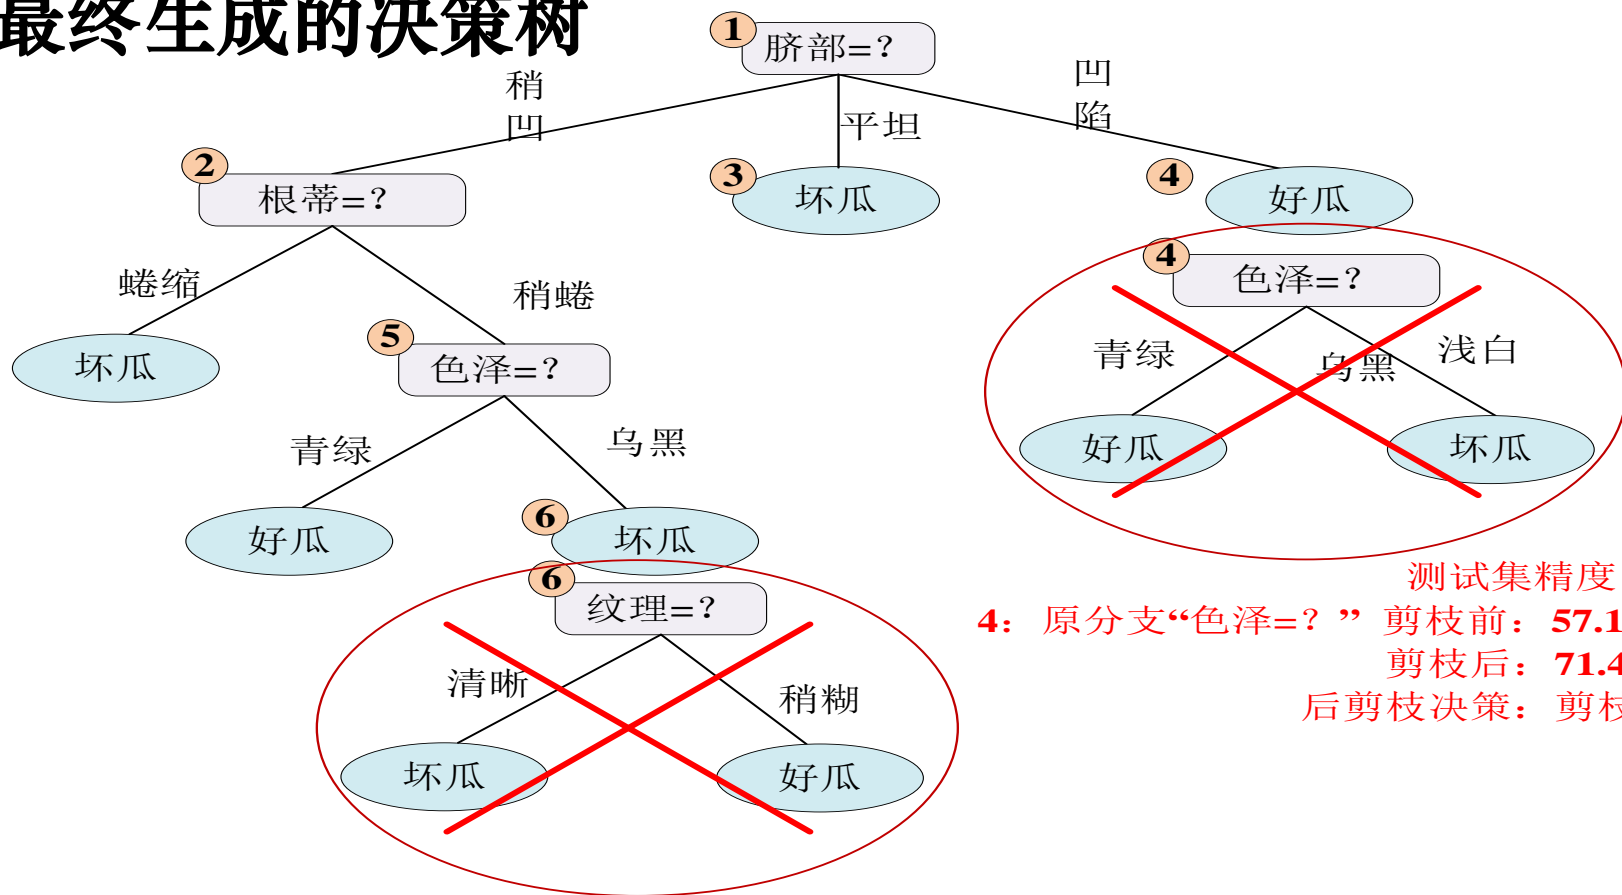 最终生成的决策树
1
脐部=？
稍凹
平坦
凹陷
2
根蒂=？
3
坏瓜
4
好瓜
蜷缩
稍蜷
4
色泽=？
坏瓜
5
色泽=？
青绿
乌黑
浅白
青绿
乌黑
好瓜
坏瓜
好瓜
6
坏瓜
6
纹理=？
清晰
稍糊
坏瓜
好瓜
测试集精度
4：原分支“色泽=？” 剪枝前：57.1
剪枝后：71.4
后剪枝决策：剪枝